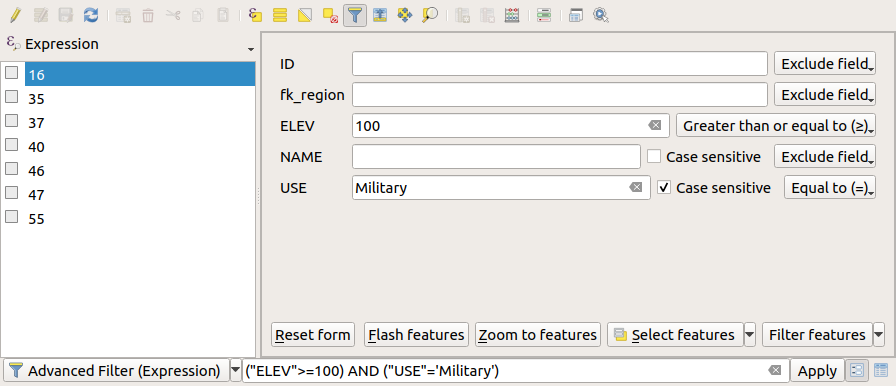 Expression
16
35
37
40
46
47
55
ID Exclude field
fk_region Exclude field
ELEV 100 Greater than or equal to (≥)
NAME Case sensitive Exclude field
USE Military Case sensitive Equal to (=)
Reset form Flash features Zoom to features Select features Filter features
Advanced Filter (Expression) ("ELEV">=100) AND ("USE"='Military') Apply